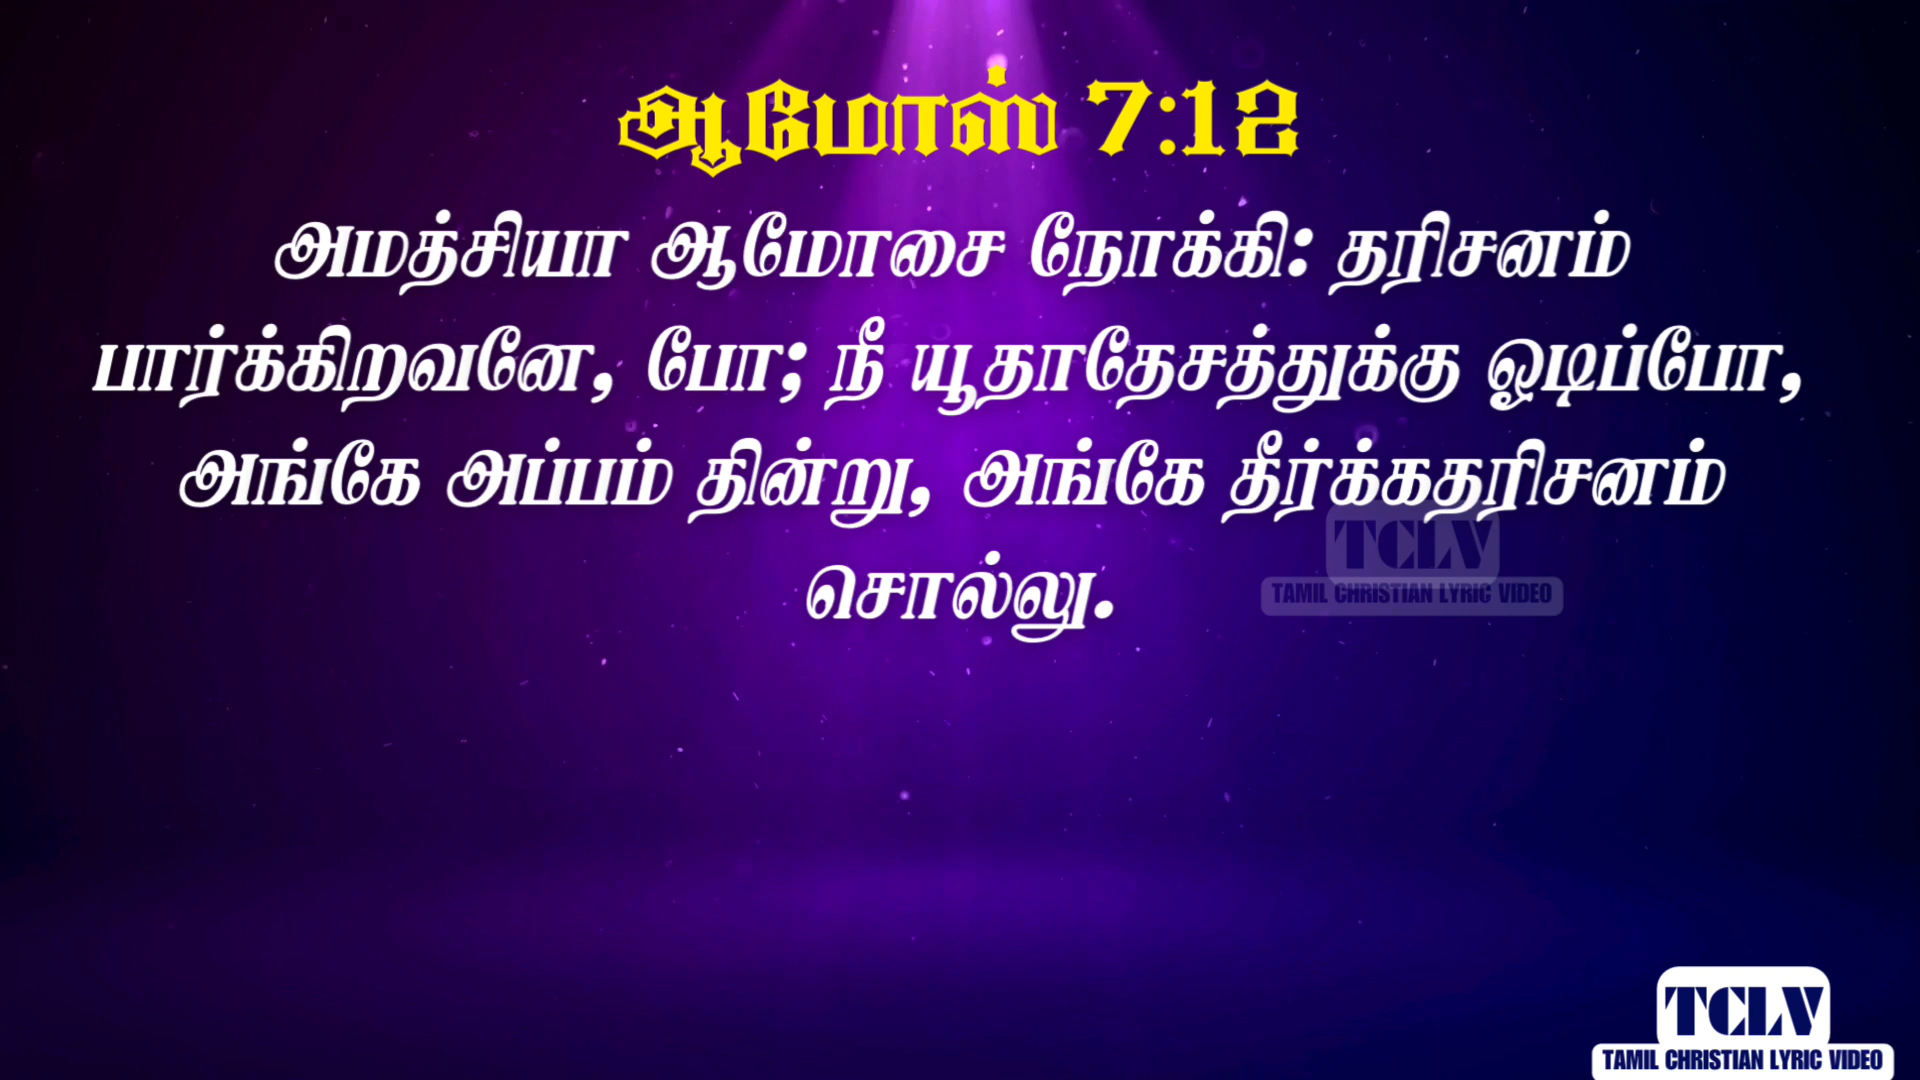 ஆமோஸ் 7:12
அமத்சியா ஆமோசை நோக்கி: தரிசனம்
பார்க்கிறவனே, போ; நீ யூதாதேசத்துக்கு ஓடிப்போ,
அங்கே அப்பம் தின்று, அங்கே தீர்க்கதரிசனம்
சொல்லு.
TCLV
TAMIL CHRISTIAN LYRIC VIDEO
TCLV
TAMIL CHRISTIAN LYRIC VIDEO